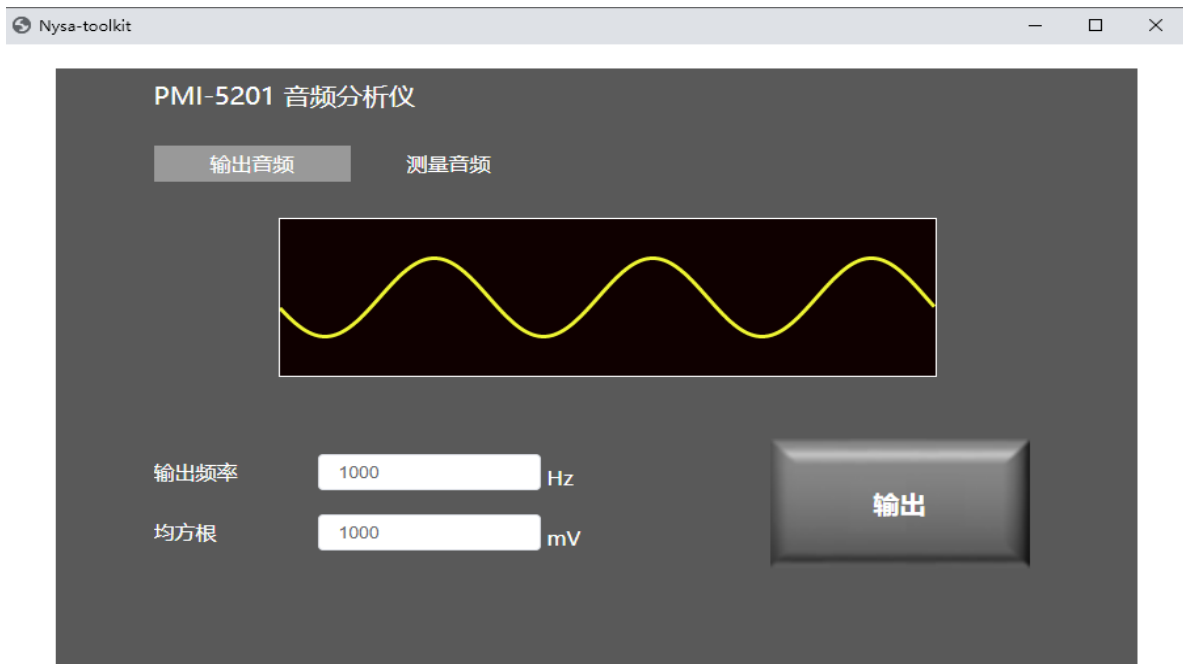 Nysa-toolkit
PMI-5201 音频分析仪
输出音频 测量音频
输出频率 1000 Hz
均方根 1000 mV
输出